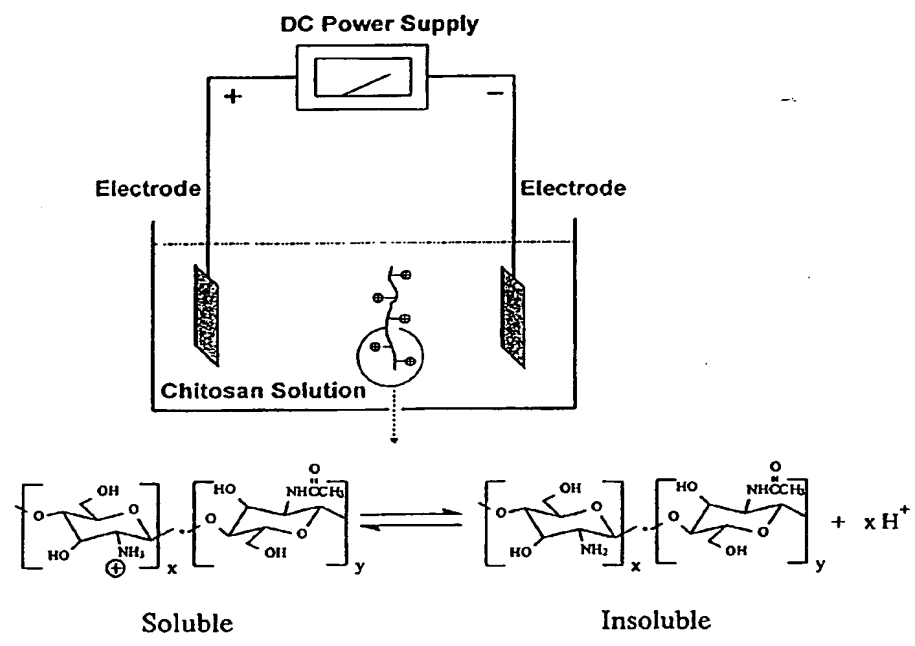 DC Power Supply
+ −
Electrode Electrode
Chitosan Solution
OH O O HO NH₃ ⊕ x HO O NHCCH₃ O O OH y
OH O O HO NH₂ x HO O NHCCH₃ O O OH y + x H⁺
Soluble Insoluble